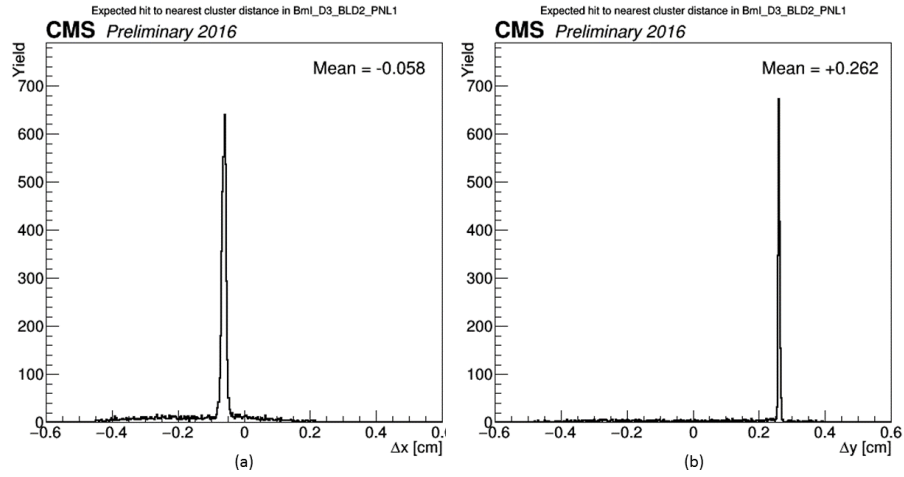 Expected hit to nearest cluster distance in BmI_D3_BLD2_PNL1
CMS Preliminary 2016
Yield
Mean = -0.058
700
600
500
400
300
200
100
0
−0.6 −0.4 −0.2 0 0.2 0.4 0.
Δx [cm]
(a)
Expected hit to nearest cluster distance in BmI_D3_BLD2_PNL1
CMS Preliminary 2016
Yield
Mean = +0.262
700
600
500
400
300
200
100
0
−0.6 −0.4 −0.2 0 0.2 0.4 0.6
Δy [cm]
(b)